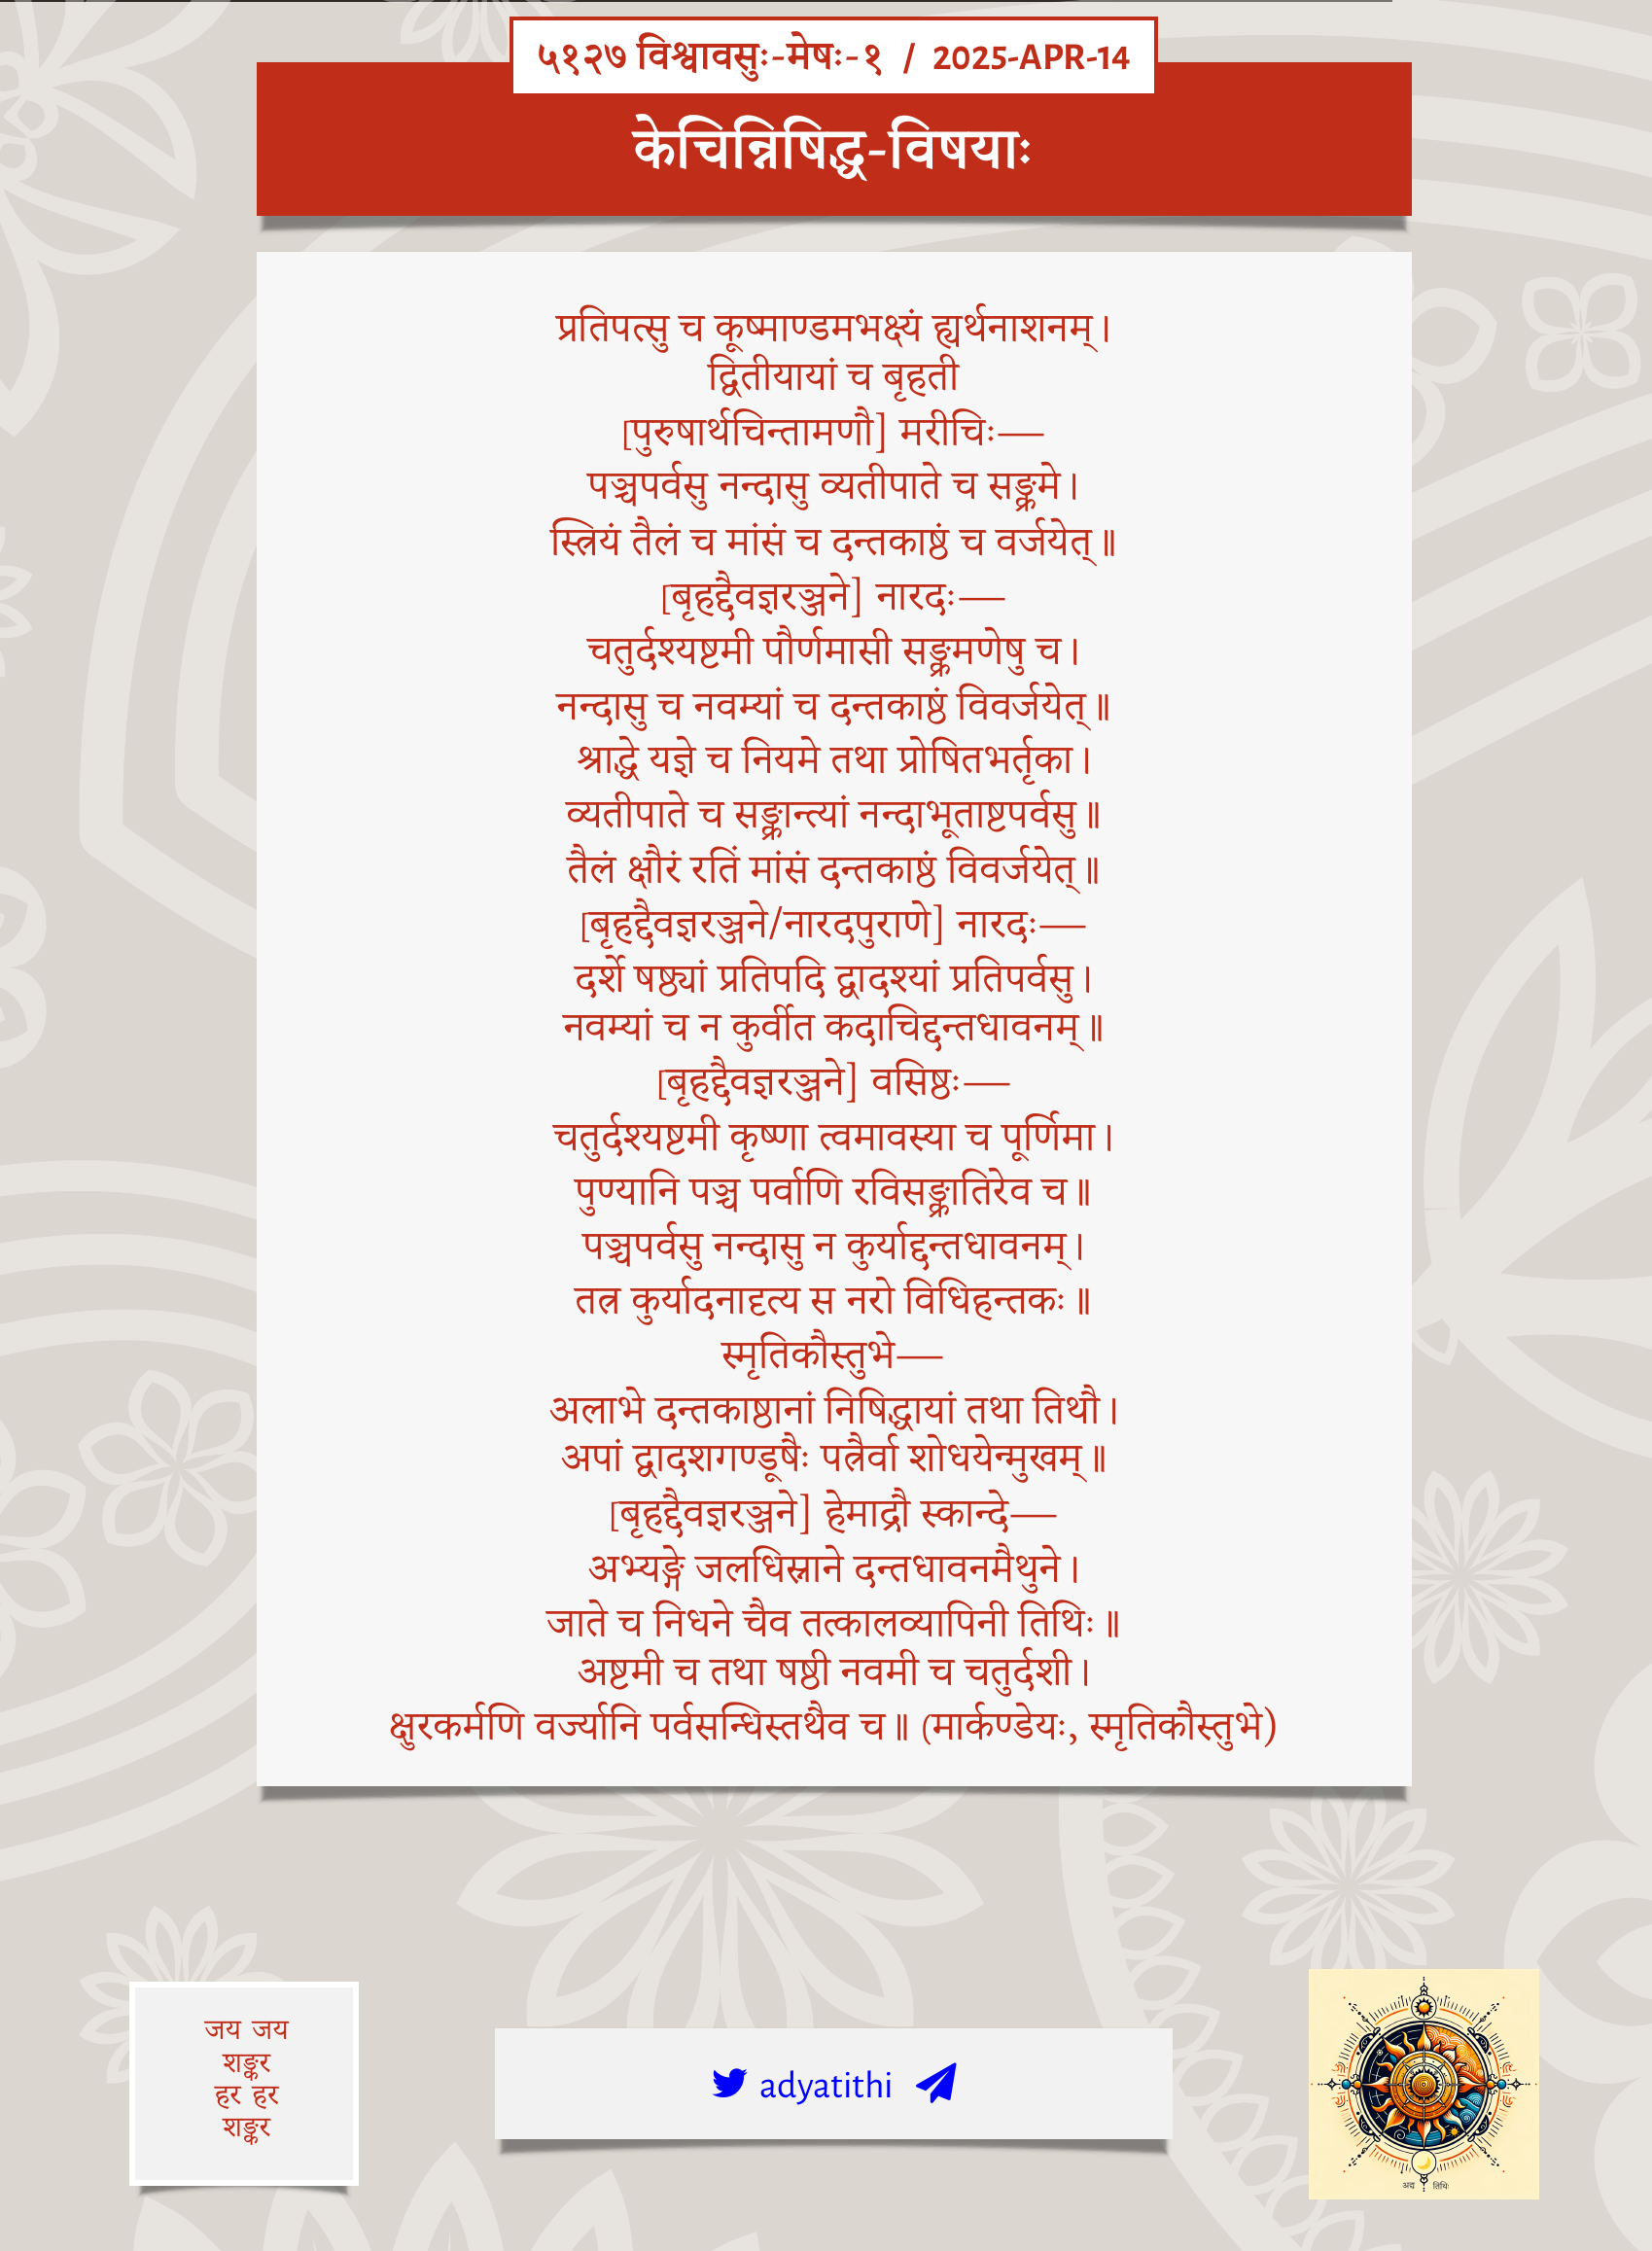 ५१२७ विश्वावसुः-मेषः-१ / 2025-APR-14
केचिन्निषिद्ध-विषयाः
प्रतिपत्सु च कूष्माण्डमभक्ष्यं ह्यर्थनाशनम्।
द्वितीयायां च बृहती
[पुरुषार्थचिन्तामणौ] मरीचिः—
पञ्चपर्वसु नन्दासु व्यतीपाते च सङ्क्रमे।
स्त्रियं तैलं च मांसं च दन्तकाष्ठं च वर्जयेत्॥
[बृहद्दैवज्ञरञ्जने] नारदः—
चतुर्दश्यष्टमी पौर्णमासी सङ्क्रमणेषु च।
नन्दासु च नवम्यां च दन्तकाष्ठं विवर्जयेत्॥
श्राद्धे यज्ञे च नियमे तथा प्रोषितभर्तृका।
व्यतीपाते च सङ्क्रान्त्यां नन्दाभूताष्टपर्वसु॥
तैलं क्षौरं रतिं मांसं दन्तकाष्ठं विवर्जयेत्॥
[बृहद्दैवज्ञरञ्जने/नारदपुराणे] नारदः—
दर्शे षष्ठ्यां प्रतिपदि द्वादश्यां प्रतिपर्वसु।
नवम्यां च न कुर्वीत कदाचिद्दन्तधावनम्॥
[बृहद्दैवज्ञरञ्जने] वसिष्ठः—
चतुर्दश्यष्टमी कृष्णा त्वमावस्या च पूर्णिमा।
पुण्यानि पञ्च पर्वाणि रविसङ्क्रातिरेव च॥
पञ्चपर्वसु नन्दासु न कुर्याद्दन्तधावनम्।
तत्र कुर्यादनादृत्य स नरो विधिहन्तकः॥
स्मृतिकौस्तुभे—
अलाभे दन्तकाष्ठानां निषिद्धायां तथा तिथौ।
अपां द्वादशगण्डूषैः पत्रैर्वा शोधयेन्मुखम्॥
[बृहद्दैवज्ञरञ्जने] हेमाद्रौ स्कान्दे—
अभ्यङ्गे जलधिस्नाने दन्तधावनमैथुने।
जाते च निधने चैव तत्कालव्यापिनी तिथिः॥
अष्टमी च तथा षष्ठी नवमी च चतुर्दशी।
क्षुरकर्मणि वर्ज्यानि पर्वसन्धिस्तथैव च॥ (मार्कण्डेयः, स्मृतिकौस्तुभे)
जय जय
शङ्कर
हर हर
शङ्कर
adyatithi
अद्य तिथिः